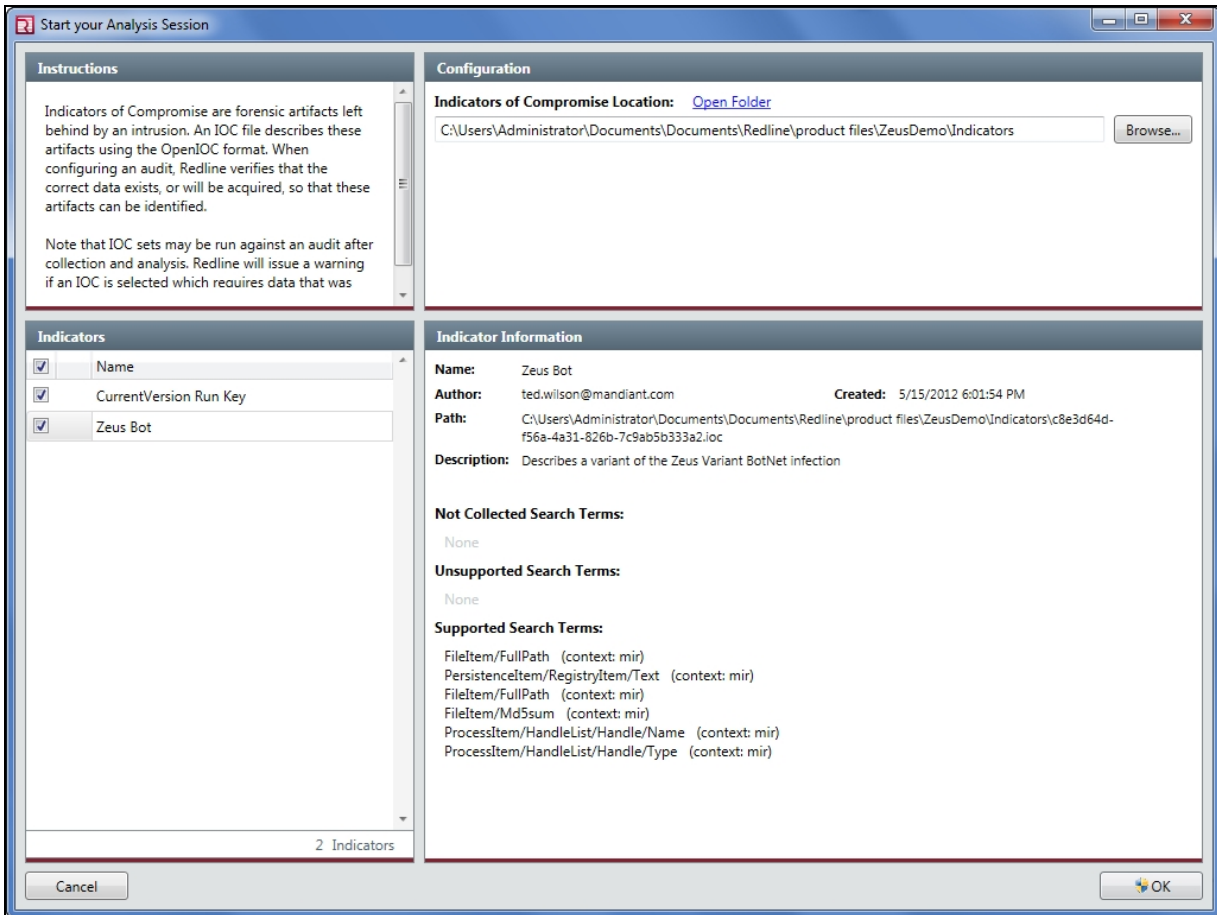 Start your Analysis Session
Instructions
Indicators of Compromise are forensic artifacts left
behind by an intrusion. An IOC file describes these
artifacts using the OpenIOC format. When
configuring an audit, Redline verifies that the
correct data exists, or will be acquired, so that these
artifacts can be identified.
Note that IOC sets may be run against an audit after
collection and analysis. Redline will issue a warning
if an IOC is selected which requires data that was
Configuration
Indicators of Compromise Location: Open Folder
C:\Users\Administrator\Documents\Documents\Redline\product files\ZeusDemo\Indicators
Browse...
Indicators
Name
CurrentVersion Run Key
Zeus Bot
2 Indicators
Indicator Information
Name: Zeus Bot
Author: ted.wilson@mandiant.com Created: 5/15/2012 6:01:54 PM
Path: C:\Users\Administrator\Documents\Documents\Redline\product files\ZeusDemo\Indicators\c8e3d64d-
f56a-4a31-826b-7c9ab5b333a2.ioc
Description: Describes a variant of the Zeus Variant BotNet infection
Not Collected Search Terms:
None
Unsupported Search Terms:
None
Supported Search Terms:
FileItem/FullPath (context: mir)
PersistenceItem/RegistryItem/Text (context: mir)
FileItem/FullPath (context: mir)
FileItem/Md5sum (context: mir)
ProcessItem/HandleList/Handle/Name (context: mir)
ProcessItem/HandleList/Handle/Type (context: mir)
Cancel
OK